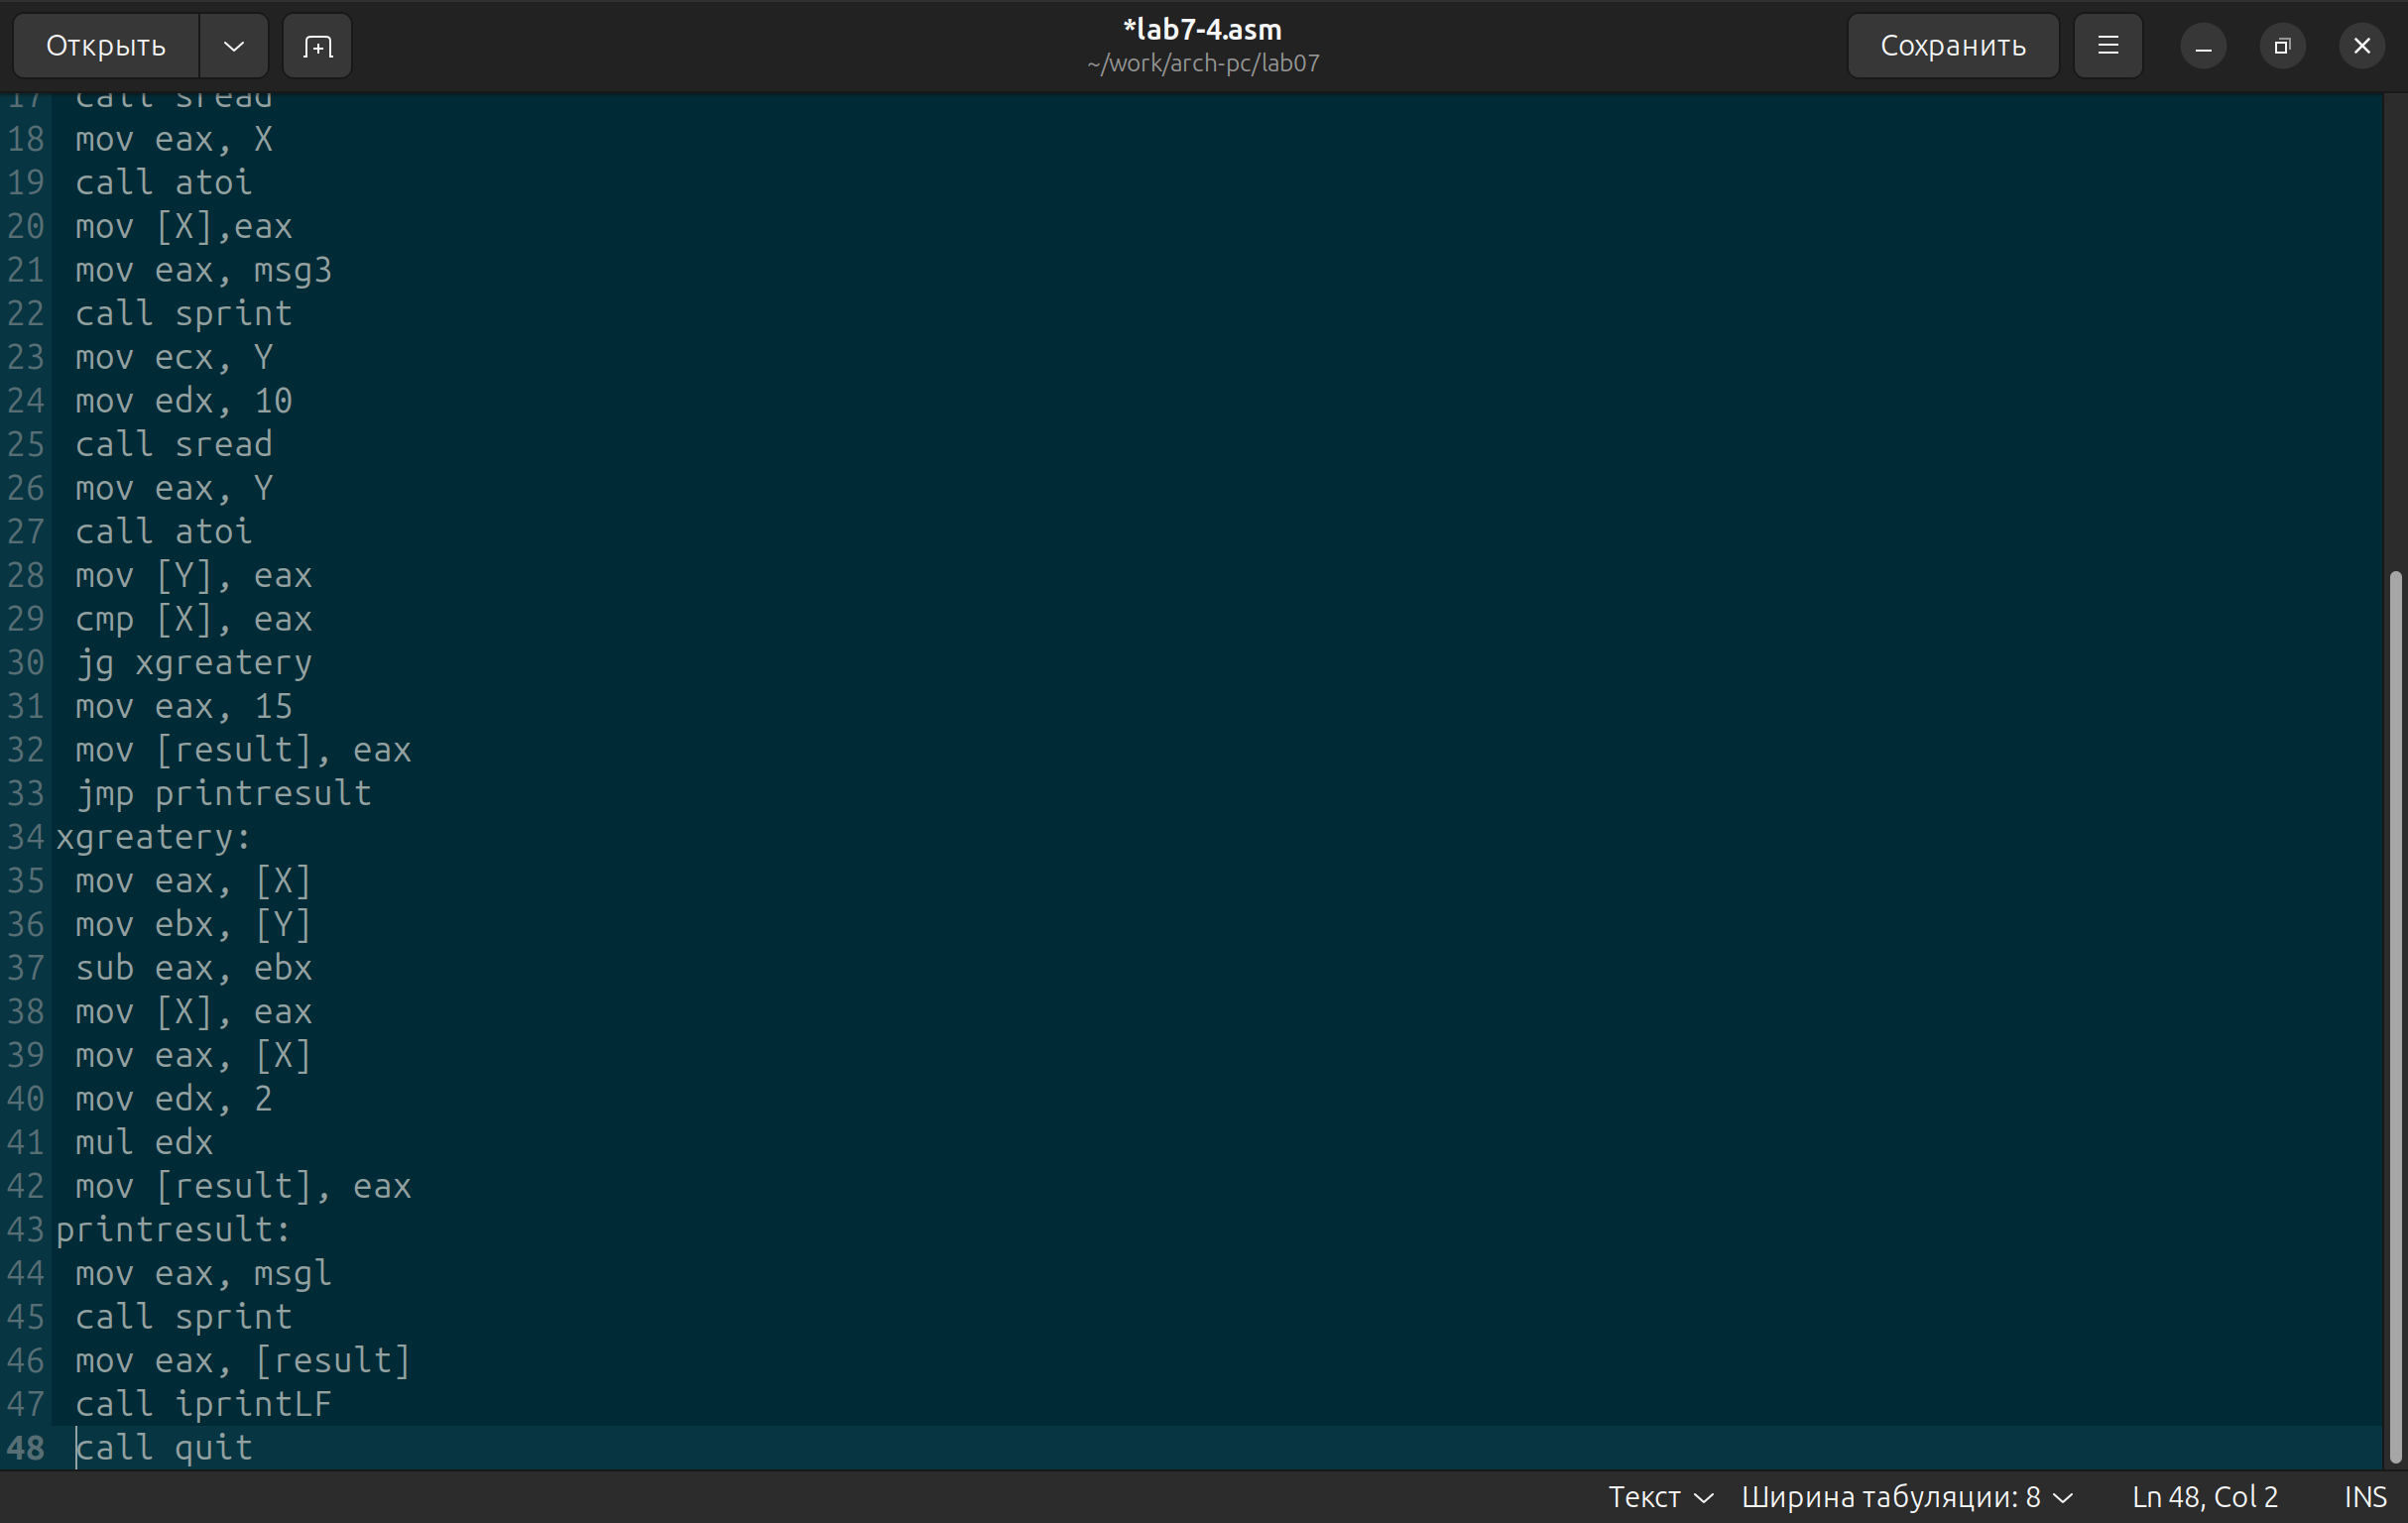 Открыть
*lab7-4.asm
~/work/arch-pc/lab07
Сохранить
17 call sread
18 mov eax, X
19 call atoi
20 mov [X],eax
21 mov eax, msg3
22 call sprint
23 mov ecx, Y
24 mov edx, 10
25 call sread
26 mov eax, Y
27 call atoi
28 mov [Y], eax
29 cmp [X], eax
30 jg xgreatery
31 mov eax, 15
32 mov [result], eax
33 jmp printresult
34 xgreatery:
35 mov eax, [X]
36 mov ebx, [Y]
37 sub eax, ebx
38 mov [X], eax
39 mov eax, [X]
40 mov edx, 2
41 mul edx
42 mov [result], eax
43 printresult:
44 mov eax, msgl
45 call sprint
46 mov eax, [result]
47 call iprintLF
48 call quit
Текст Ширина табуляции: 8 Ln 48, Col 2 INS